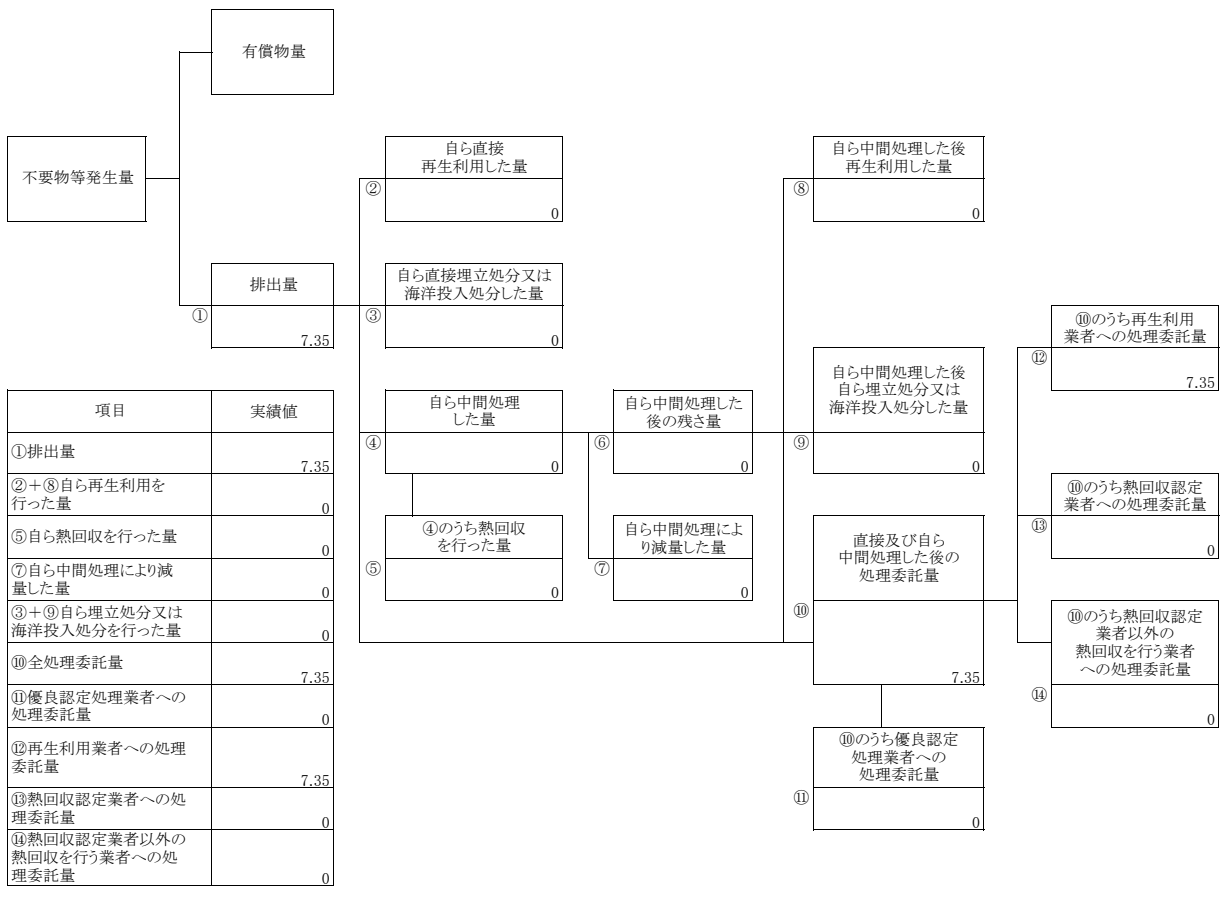 有償物量
不要物等発生量
排出量
①
7.35
自ら直接
再生利用した量
②
0
自ら直接埋立処分又は
海洋投入処分した量
③
0
自ら中間処理
した量
④
0
④のうち熱回収
を行った量
⑤
0
自ら中間処理した
後の残さ量
⑥
0
自ら中間処理によ
り減量した量
⑦
0
自ら中間処理した後
再生利用した量
⑧
0
自ら中間処理した後
自ら埋立処分又は
海洋投入処分した量
⑨
0
直接及び自ら
中間処理した後の
処理委託量
⑩
7.35
⑩のうち優良認定
処理業者への
処理委託量
⑪
0
⑩のうち再生利用
業者への処理委託量
⑫
7.35
⑩のうち熱回収認定
業者への処理委託量
⑬
0
⑩のうち熱回収認定
業者以外の
熱回収を行う業者
への処理委託量
⑭
0
項目 実績値
①排出量
7.35
②＋⑧自ら再生利用を
行った量
0
⑤自ら熱回収を行った量
0
⑦自ら中間処理により減
量した量
0
③＋⑨自ら埋立処分又は
海洋投入処分を行った量
0
⑩全処理委託量
7.35
⑪優良認定処理業者への
処理委託量
0
⑫再生利用業者への処理
委託量
7.35
⑬熱回収認定業者への処
理委託量
0
⑭熱回収認定業者以外の
熱回収を行う業者への処
理委託量
0